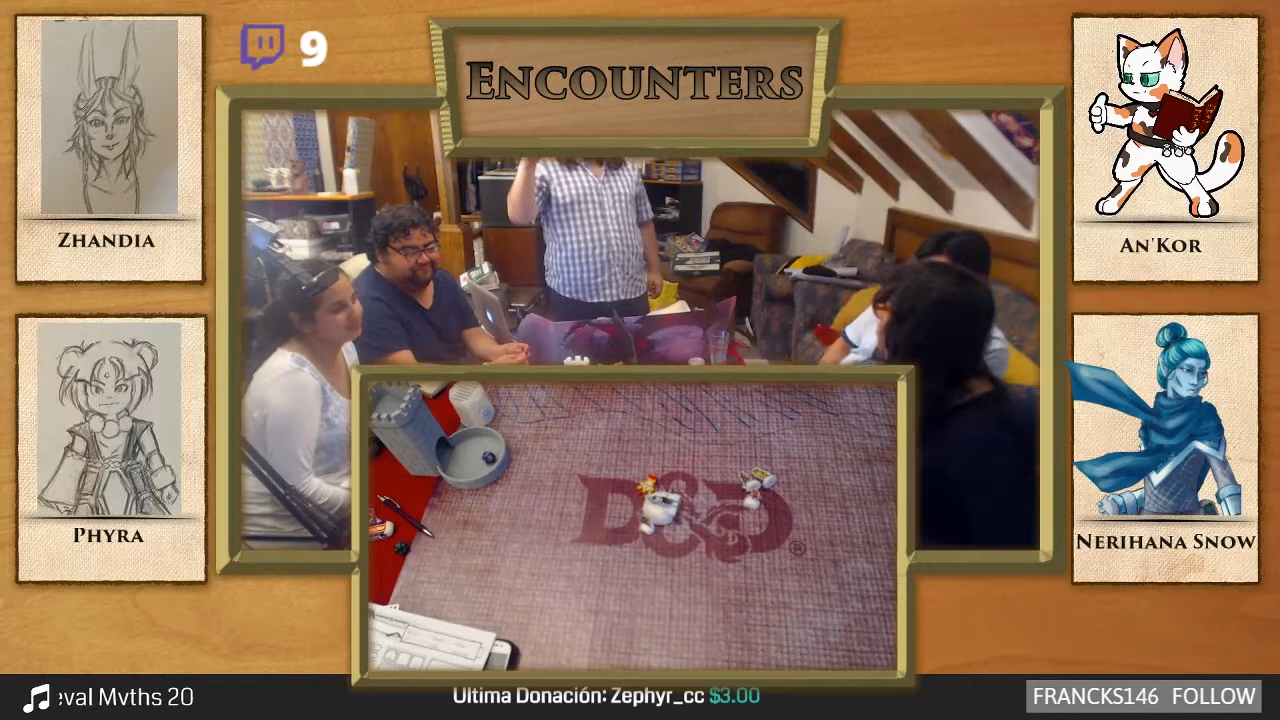 9
ENCOUNTERS
ZHANDIA
AN'KOR
PHYRA
NERIHANA SNOW
D&D
®
eval Myths 20
Ultima Donación: Zephyr_cc $3.00
FRANCKS146 FOLLOW